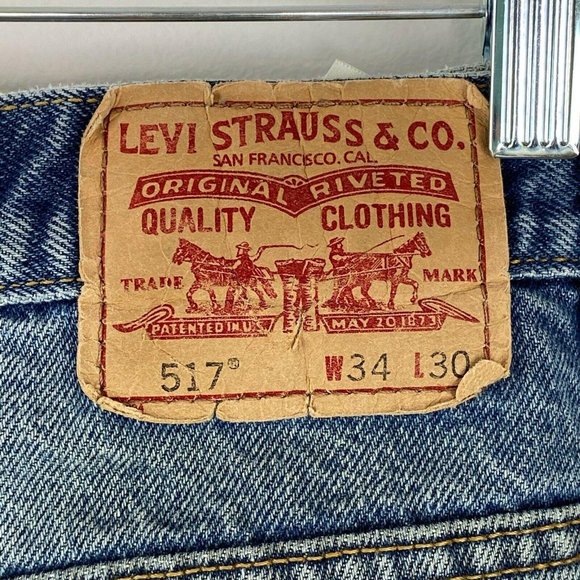 LEVI STRAUSS & CO.
SAN FRANCISCO. CAL.
ORIGINAL RIVETED
QUALITY CLOTHING
TRADE MARK
PATENTED IN U.S. MAY 20 1873
517® W34 L30